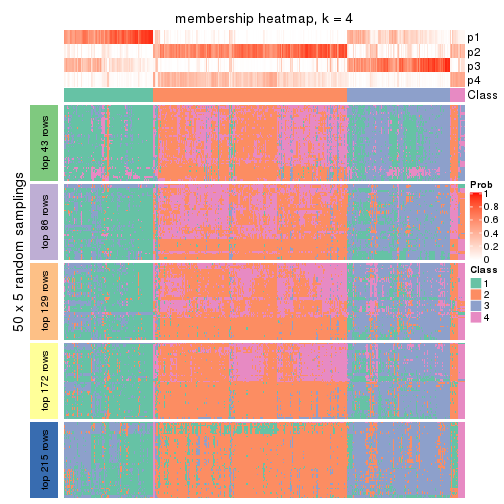 membership heatmap, k = 4
p1
p2
p3
p4
Class
50 x 5 random samplings
top 43 rows
top 86 rows
top 129 rows
top 172 rows
top 215 rows
Prob
1
0.8
0.6
0.4
0.2
0
Class
1
2
3
4